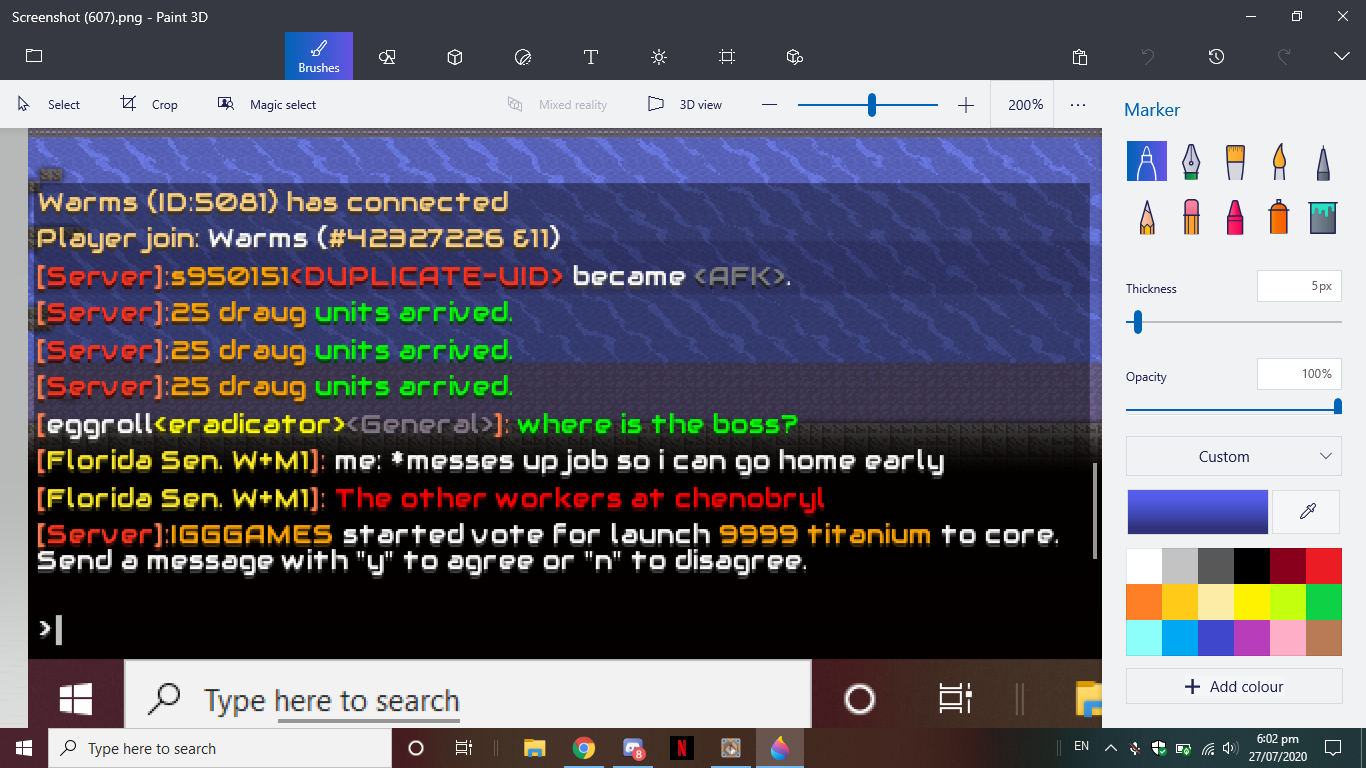 Screenshot (607).png - Paint 3D
Brushes
Select Crop Magic select Mixed reality 3D view 200%
Marker
Warms (ID:5081) has connected
Player join: Warms (#42327226 &11)
[Server]:s950151<DUPLICATE-UID> became <AFK>.
[Server]:25 draug units arrived.
[Server]:25 draug units arrived.
[Server]:25 draug units arrived.
[eggroll<eradicator><General>]: where is the boss?
[Florida Sen. W+M1]: me: *messes up job so i can go home early
[Florida Sen. W+M1]: The other workers at chenobryl
[Server]:IGGGAMES started vote for launch 9999 titanium to core.
Send a message with "y" to agree or "n" to disagree.
>
Type here to search
Thickness 5px
Opacity 100%
Custom
Add colour
Type here to search
8
N
EN
6:02 pm
27/07/2020